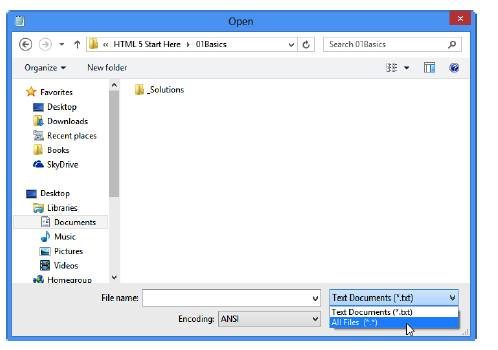 Open
« HTML 5 Start Here 01Basics
Search 01Basics
Organize
New folder
Favorites
Desktop
Downloads
Recent places
Books
SkyDrive
Desktop
Libraries
Documents
Music
Pictures
Videos
Homegroup
_Solutions
File name:
Text Documents (*.txt)
Encoding: ANSI
Text Documents (*.txt)
All Files (*.*)